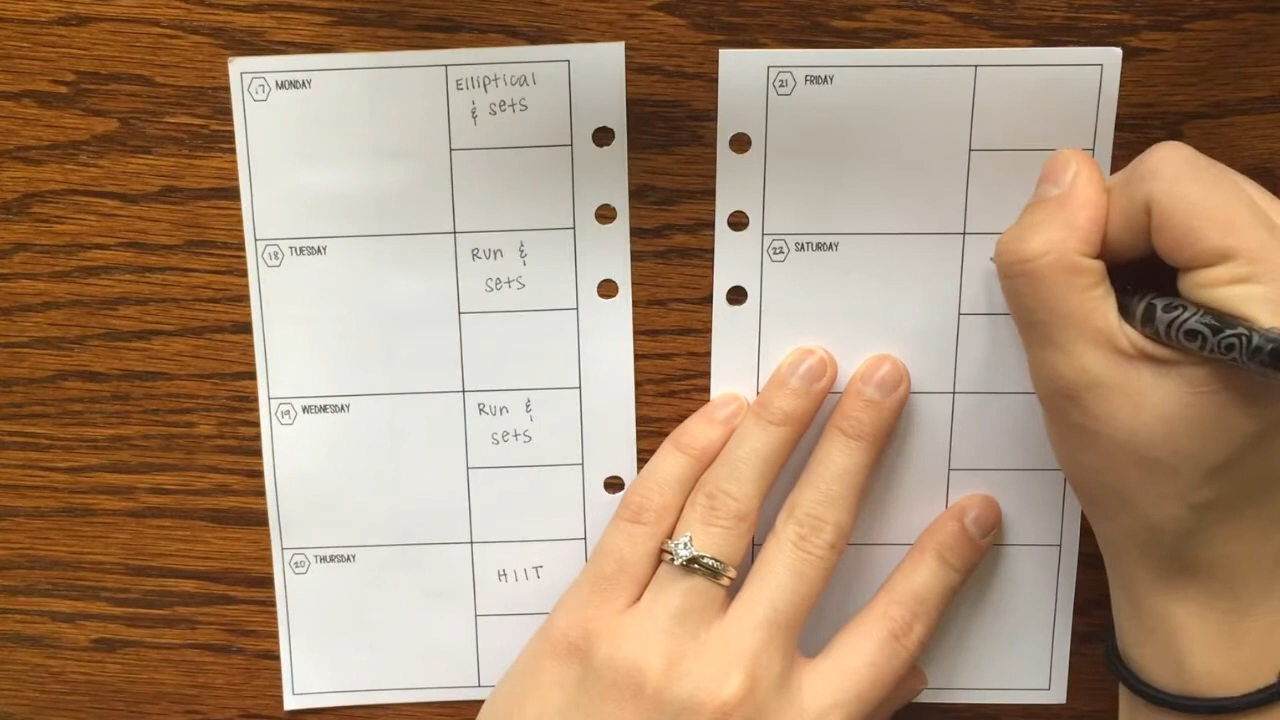 17 MONDAY
Elliptical
& sets
18 TUESDAY
Run &
sets
19 WEDNESDAY
Run &
sets
20 THURSDAY
HIIT
21 FRIDAY
22 SATURDAY